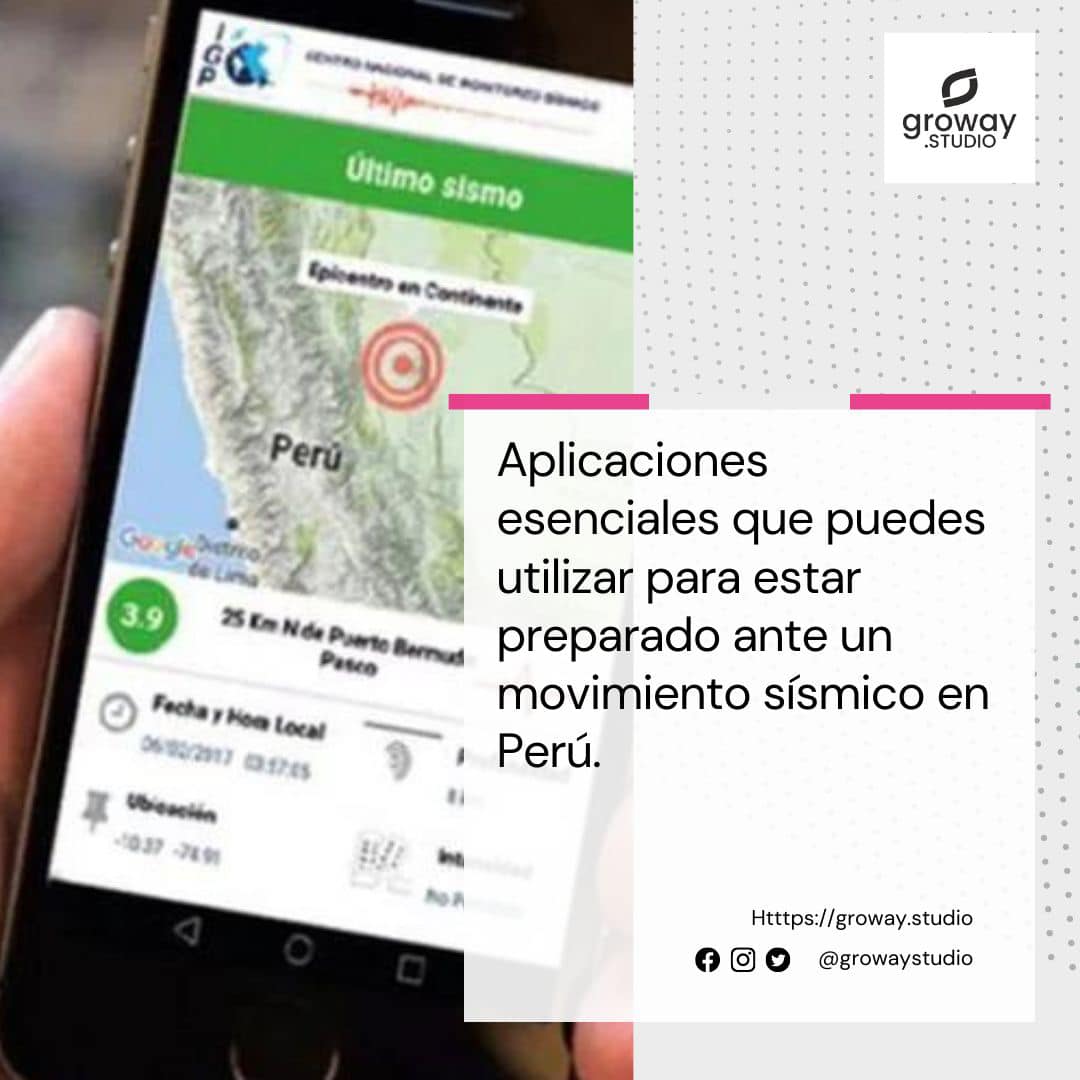 IGP
CENTRO NACIONAL DE MONITOREO SÍSMICO
Último sismo
Epicentro en Continente
Perú
Google
Distrito
de Lima
3.9
25 Km N de Puerto Bermud
Pasco
Fecha y Hora Local
06/02/2017 03:57:05
Ubicación
-10.37 -74.91
groway
.STUDIO
Aplicaciones
esenciales que puedes
utilizar para estar
preparado ante un
movimiento sísmico en
Perú.
Htttps://groway.studio
@growaystudio